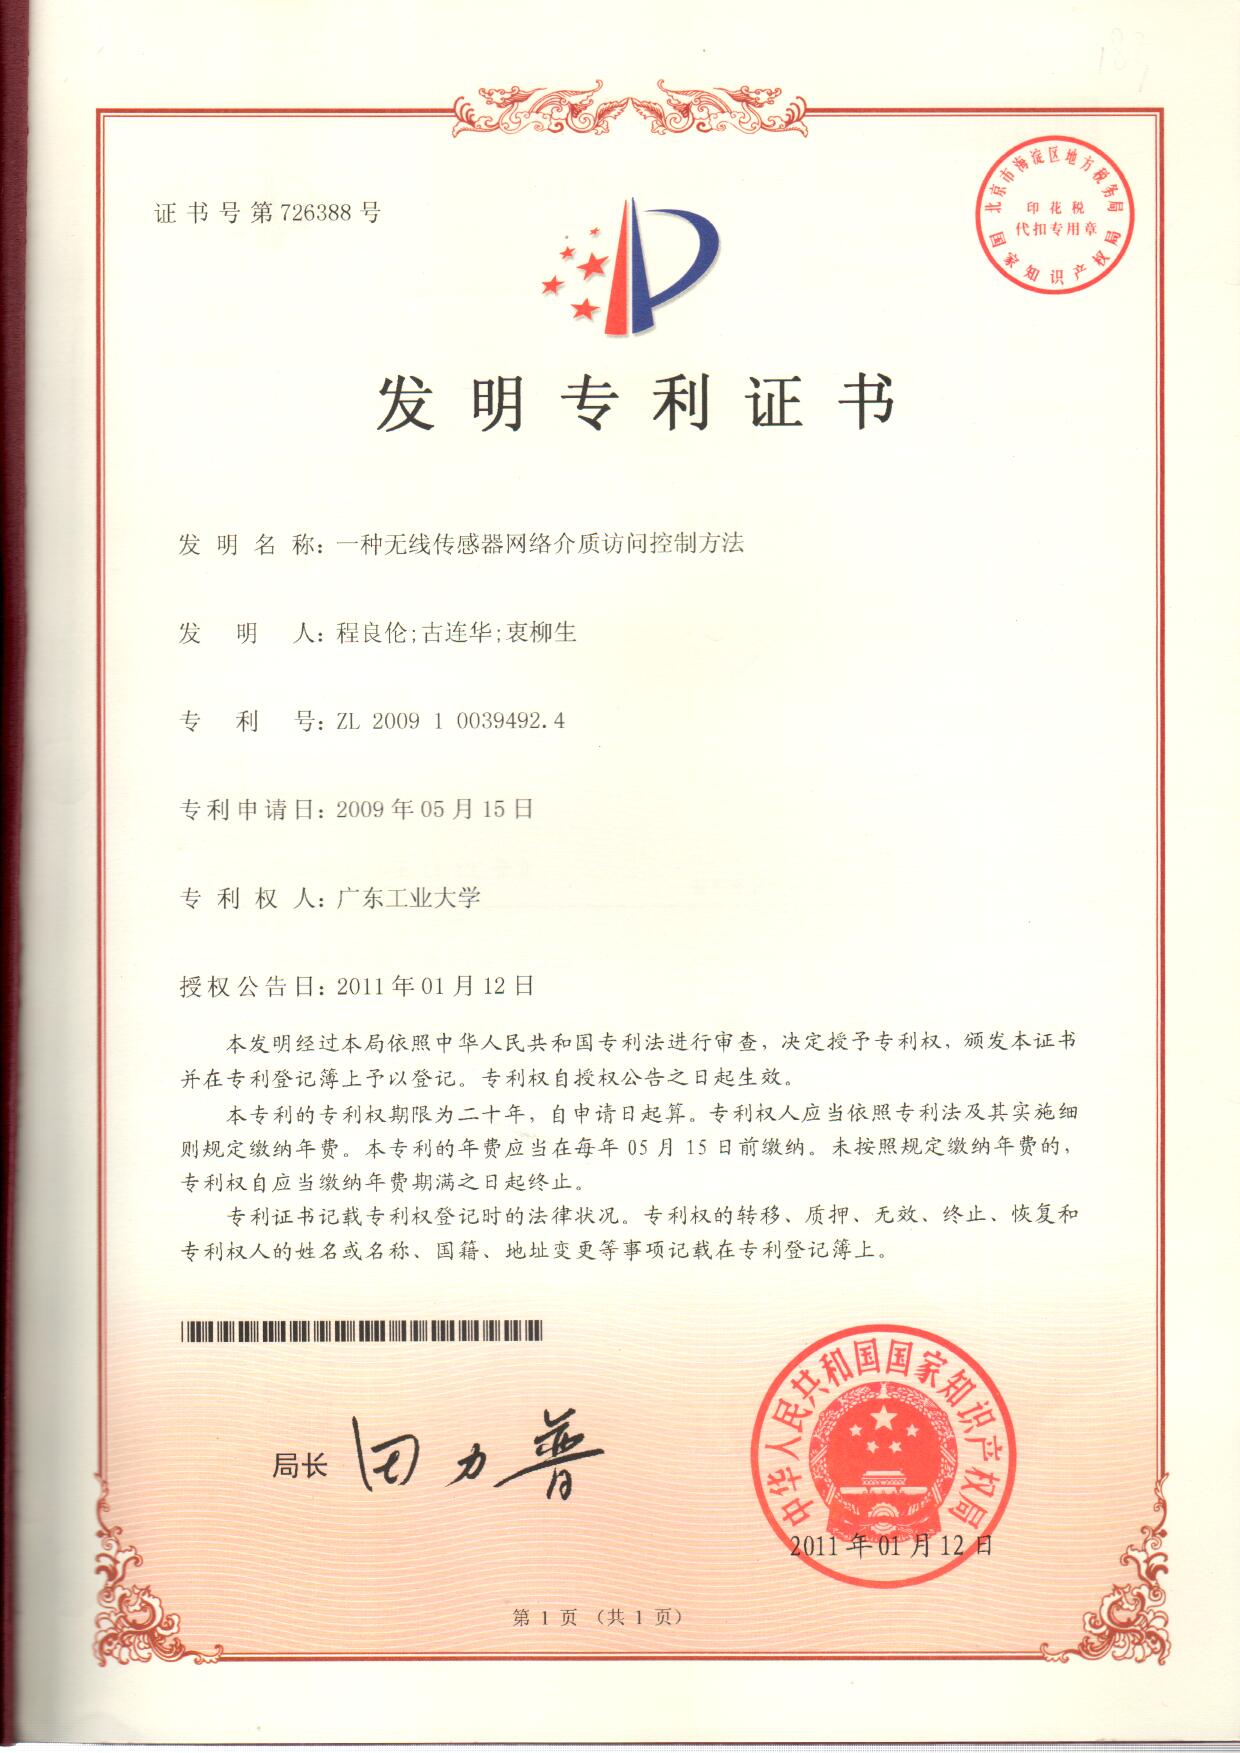 证书号第726388号
北京市海淀区地方税务局
印花税
代扣专用章
国家知识产权局
发明专利证书
发明名称：一种无线传感器网络介质访问控制方法
发明人：程良伦;古连华;衷柳生
专利号：ZL 2009 1 0039492.4
专利申请日：2009年05月15日
专利权人：广东工业大学
授权公告日：2011年01月12日
本发明经过本局依照中华人民共和国专利法进行审查，决定授予专利权，颁发本证书
并在专利登记簿上予以登记。专利权自授权公告之日起生效。
本专利的专利权期限为二十年，自申请日起算。专利权人应当依照专利法及其实施细
则规定缴纳年费。本专利的年费应当在每年05月15日前缴纳。未按照规定缴纳年费的，
专利权自应当缴纳年费期满之日起终止。
专利证书记载专利权登记时的法律状况。专利权的转移、质押、无效、终止、恢复和
专利权人的姓名或名称、国籍、地址变更等事项记载在专利登记簿上。
局长 田力普
中华人民共和国国家知识产权局
2011年01月12日
第1页（共1页）